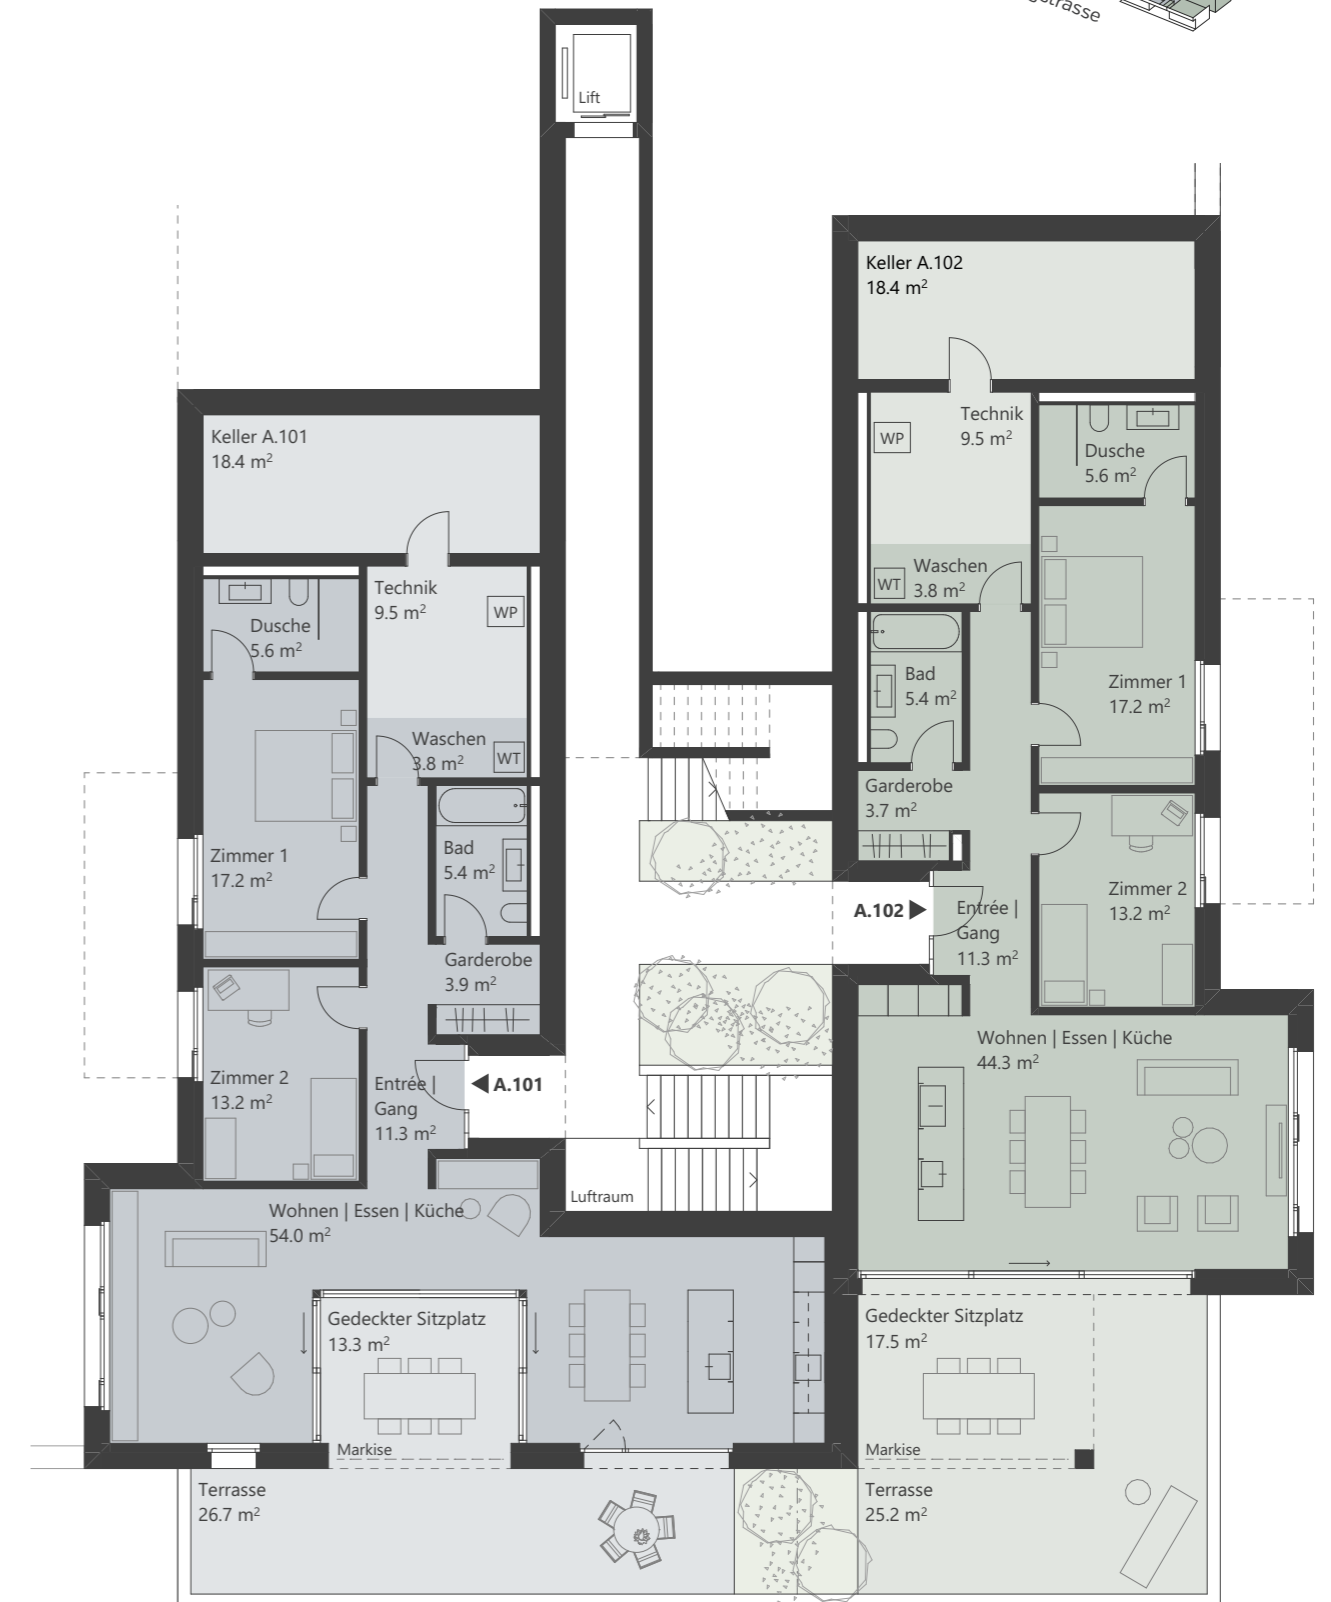 Lift
Keller A.102
18.4 m²
Technik
9.5 m²
WP
Dusche
5.6 m²
Waschen
3.8 m²
WT
Bad
5.4 m²
Zimmer 1
17.2 m²
Garderobe
3.7 m²
A.102
Entrée |
Gang
11.3 m²
Zimmer 2
13.2 m²
Wohnen | Essen | Küche
44.3 m²
Gedeckter Sitzplatz
17.5 m²
Markise
Terrasse
25.2 m²
Keller A.101
18.4 m²
Technik
9.5 m²
WP
Dusche
5.6 m²
Waschen
3.8 m²
WT
Zimmer 1
17.2 m²
Bad
5.4 m²
Garderobe
3.9 m²
Zimmer 2
13.2 m²
Entrée |
Gang
11.3 m²
A.101
Luftraum
Wohnen | Essen | Küche
54.0 m²
Gedeckter Sitzplatz
13.3 m²
Markise
Terrasse
26.7 m²